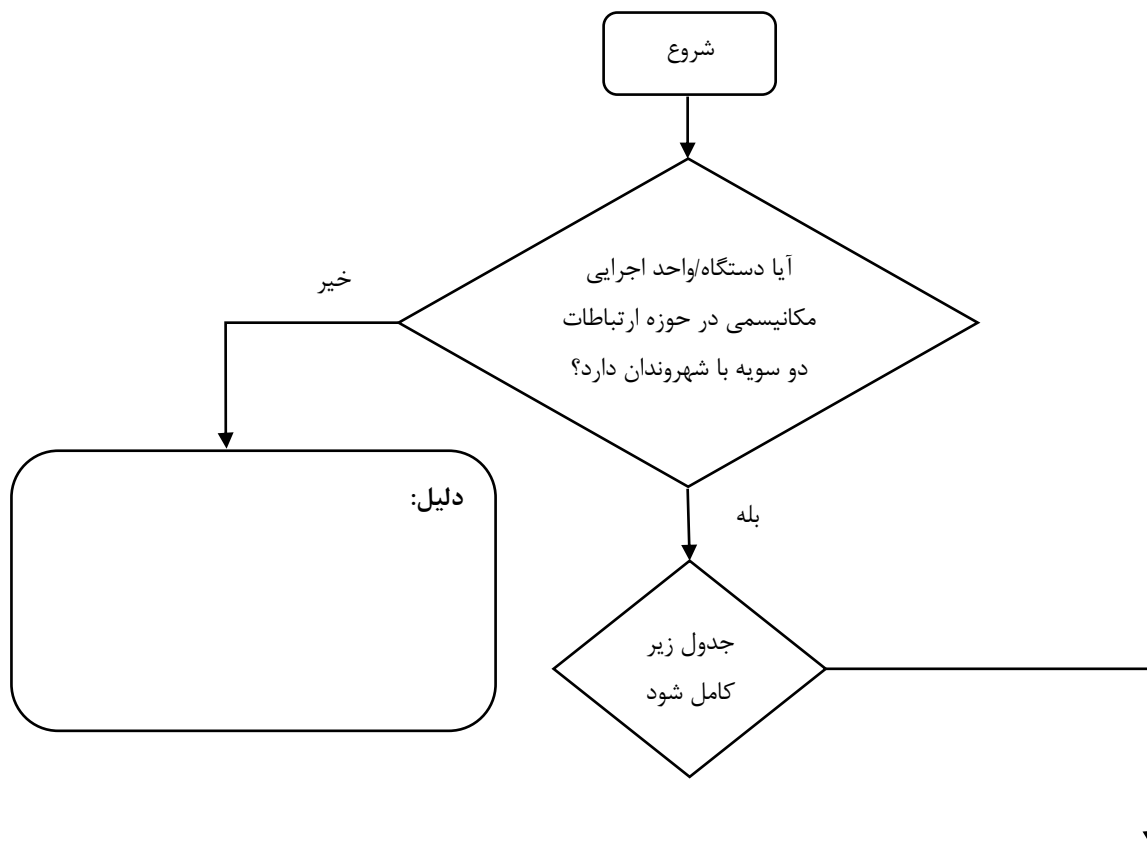 شروع
آیا دستگاه/واحد اجرایی
مکانیسمی در حوزه ارتباطات
دو سویه با شهروندان دارد؟
خیر
دلیل:
بله
جدول زیر
کامل شود